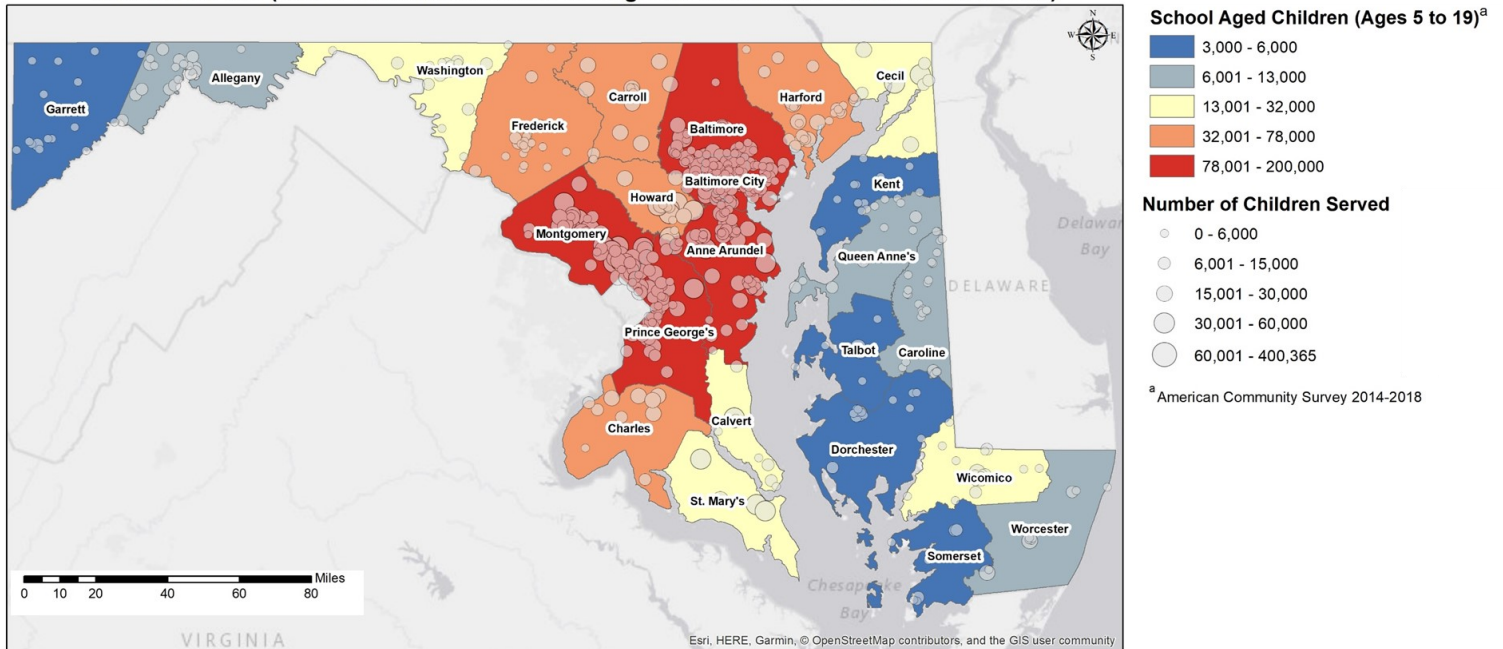 N
W E
S
Garrett
Allegany
Washington
Frederick
Carroll
Baltimore
Harford
Cecil
Baltimore City
Kent
Howard
Montgomery
Anne Arundel
Queen Anne's
Delaware
Bay
DELAWARE
Prince George's
Talbot
Caroline
Charles
Calvert
Dorchester
Wicomico
St. Mary's
Worcester
Somerset
Chesapeake
Bay
0 10 20 40 60 80 Miles
VIRGINIA
Esri, HERE, Garmin, © OpenStreetMap contributors, and the GIS user community
School Aged Children (Ages 5 to 19)ᵃ
3,000 - 6,000
6,001 - 13,000
13,001 - 32,000
32,001 - 78,000
78,001 - 200,000
Number of Children Served
0 - 6,000
6,001 - 15,000
15,001 - 30,000
30,001 - 60,000
60,001 - 400,365
ᵃ American Community Survey 2014-2018